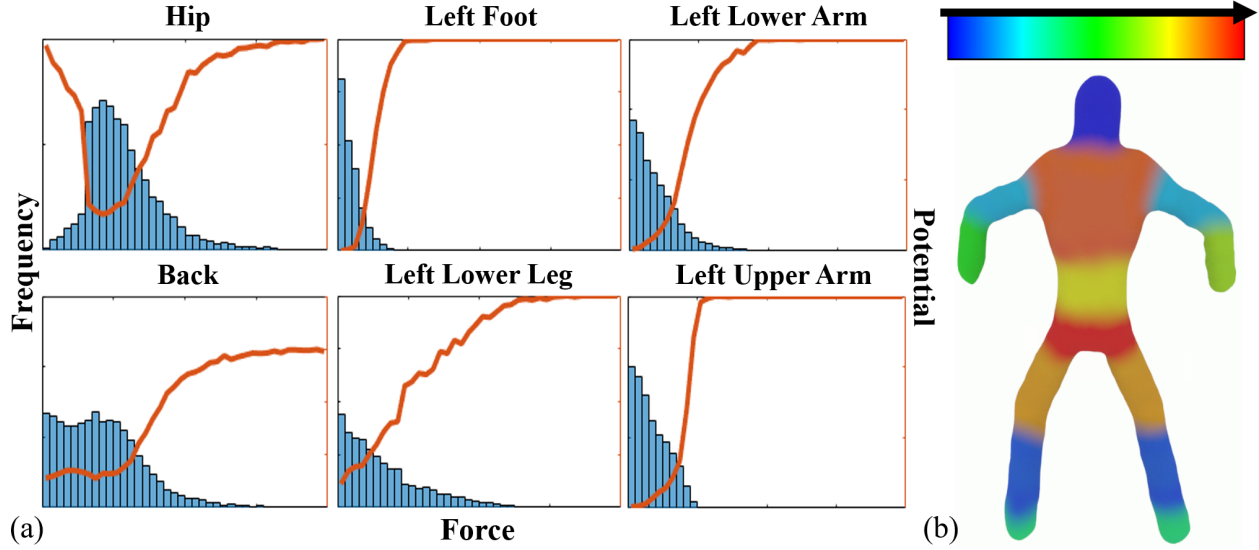 Hip
Left Foot
Left Lower Arm
Frequency
Potential
Back
Left Lower Leg
Left Upper Arm
(a)
Force
(b)